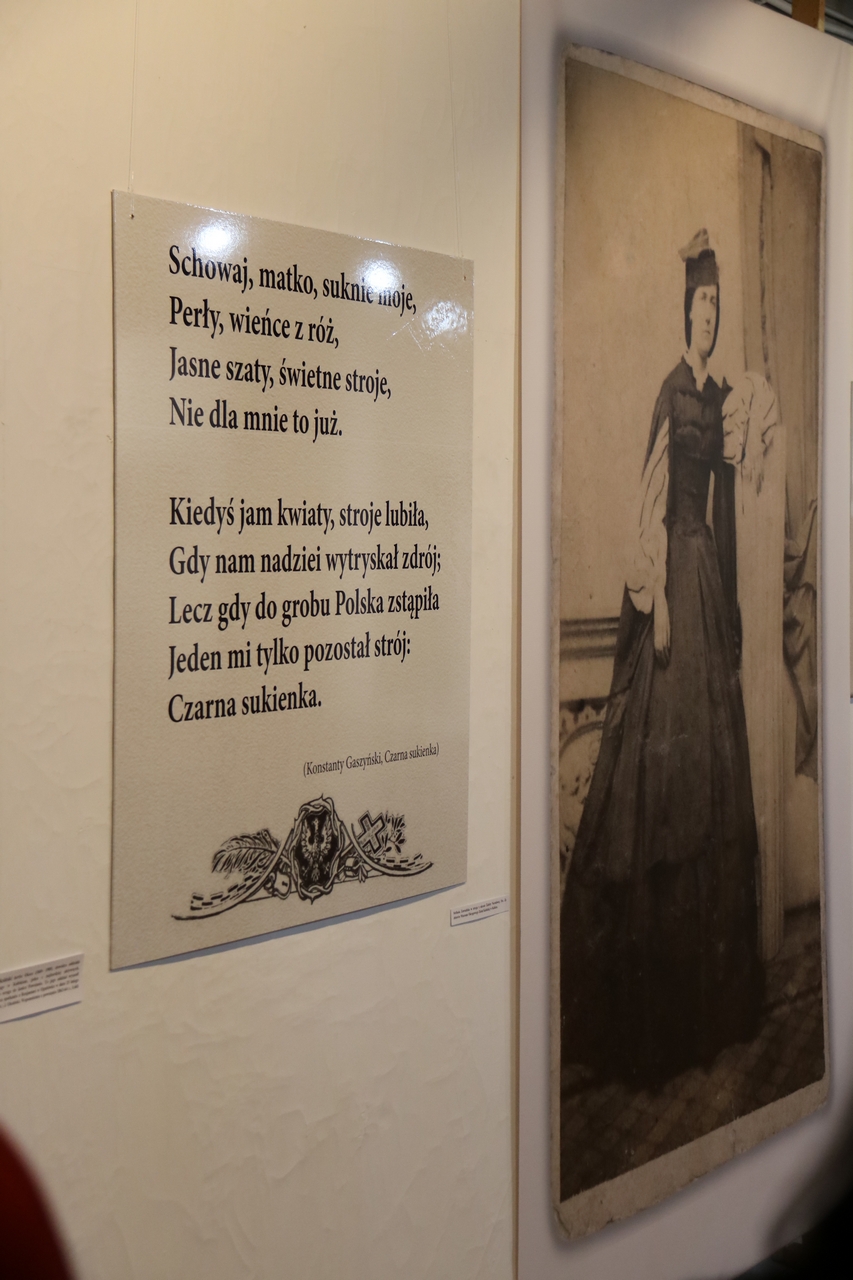 Schowaj, matko, suknie moje,
Perły, wieńce z róż,
Jasne szaty, świetne stroje,
Nie dla mnie to już.
Kiedyś jam kwiaty, stroje lubiła,
Gdy nam nadziei wytryskał zdrój;
Lecz gdy do grobu Polska zstąpiła
Jeden mi tylko pozostał strój:
Czarna sukienka.
(Konstanty Gaszyński, Czarna sukienka)